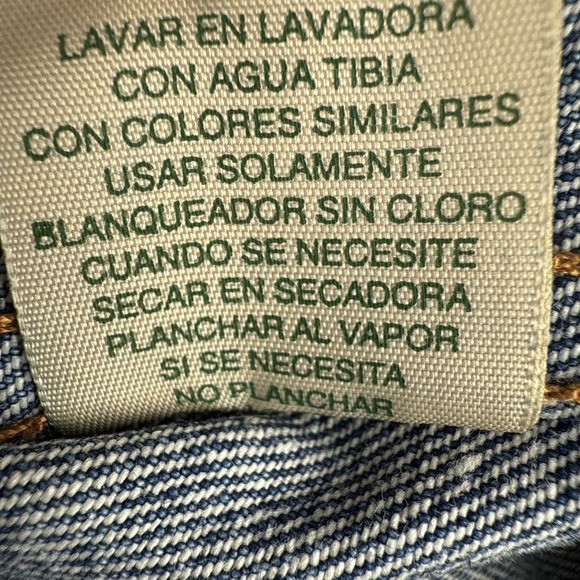 LAVAR EN LAVADORA
CON AGUA TIBIA
CON COLORES SIMILARES
USAR SOLAMENTE
BLANQUEADOR SIN CLORO
CUANDO SE NECESITE
SECAR EN SECADORA
PLANCHAR AL VAPOR
SI SE NECESITA
NO PLANCHAR